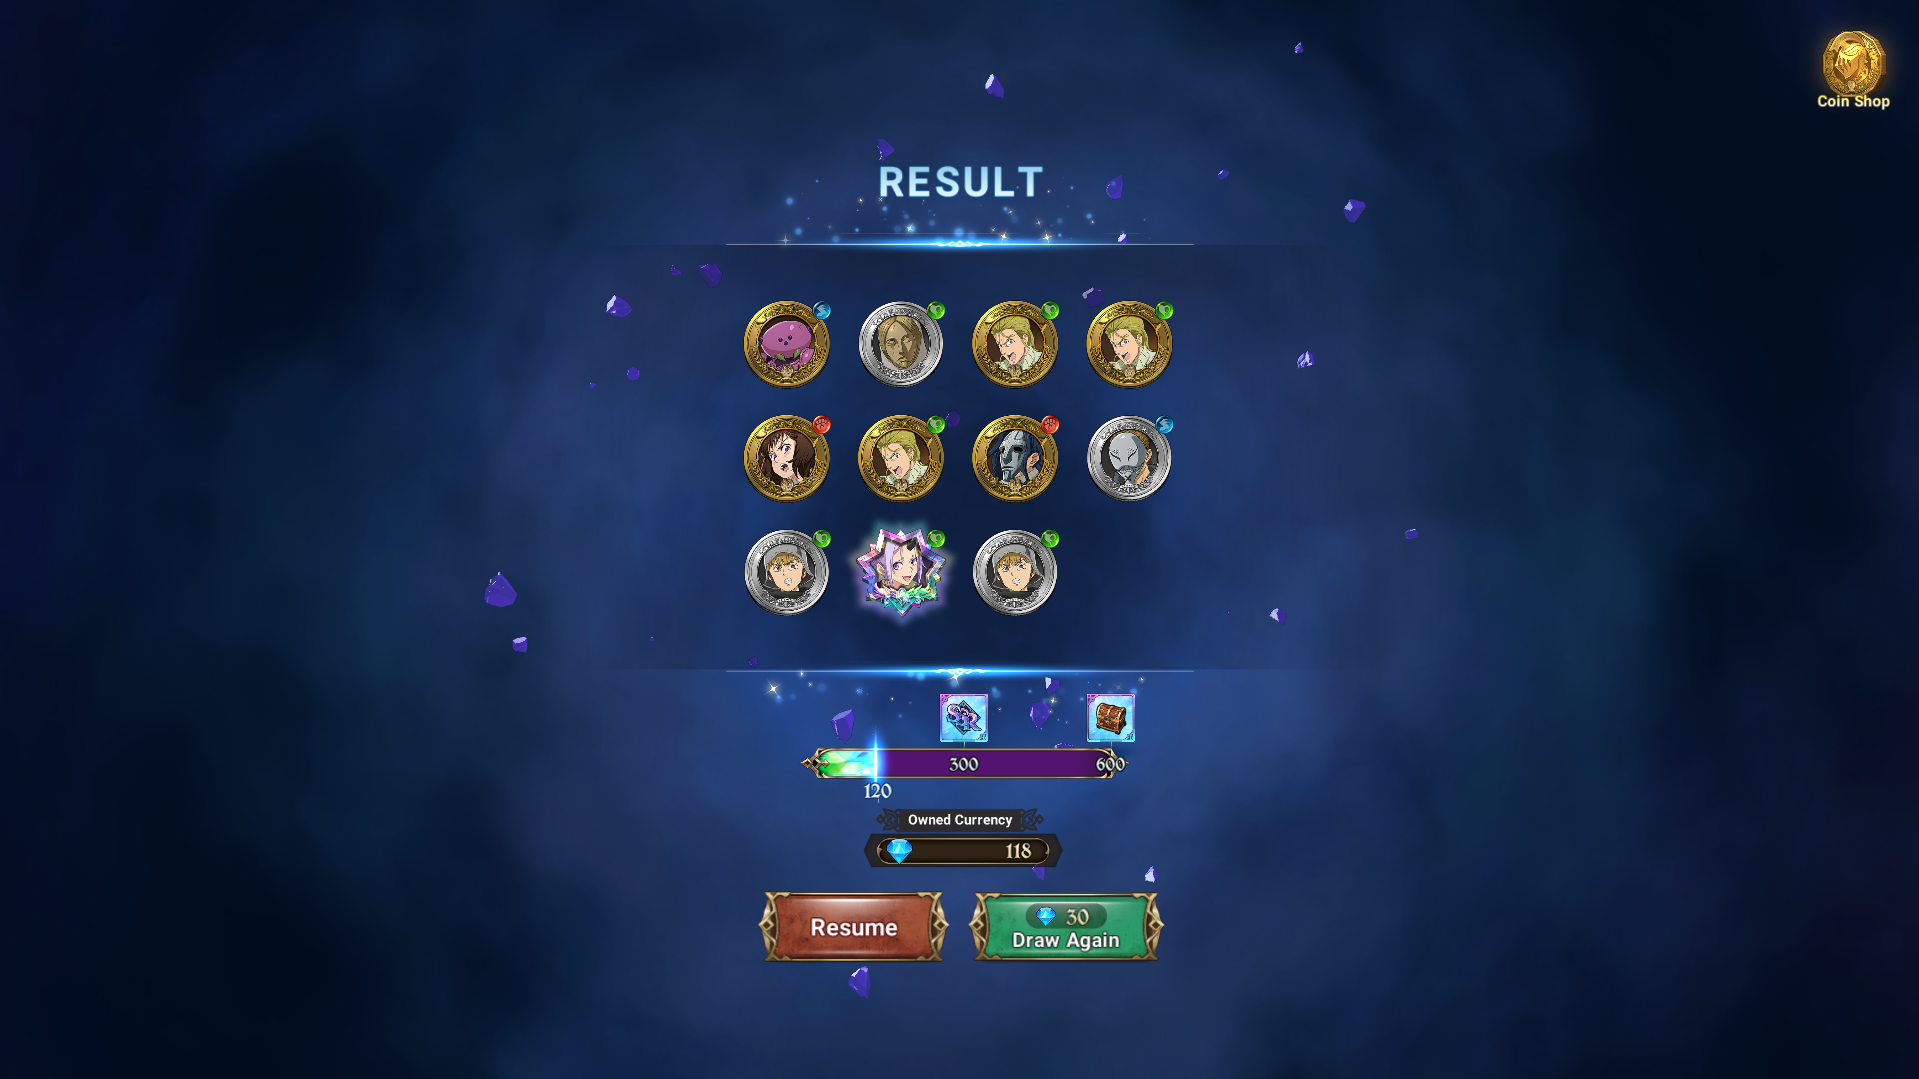 Coin Shop
RESULT
300
600
120
Owned Currency
118
Resume
30
Draw Again